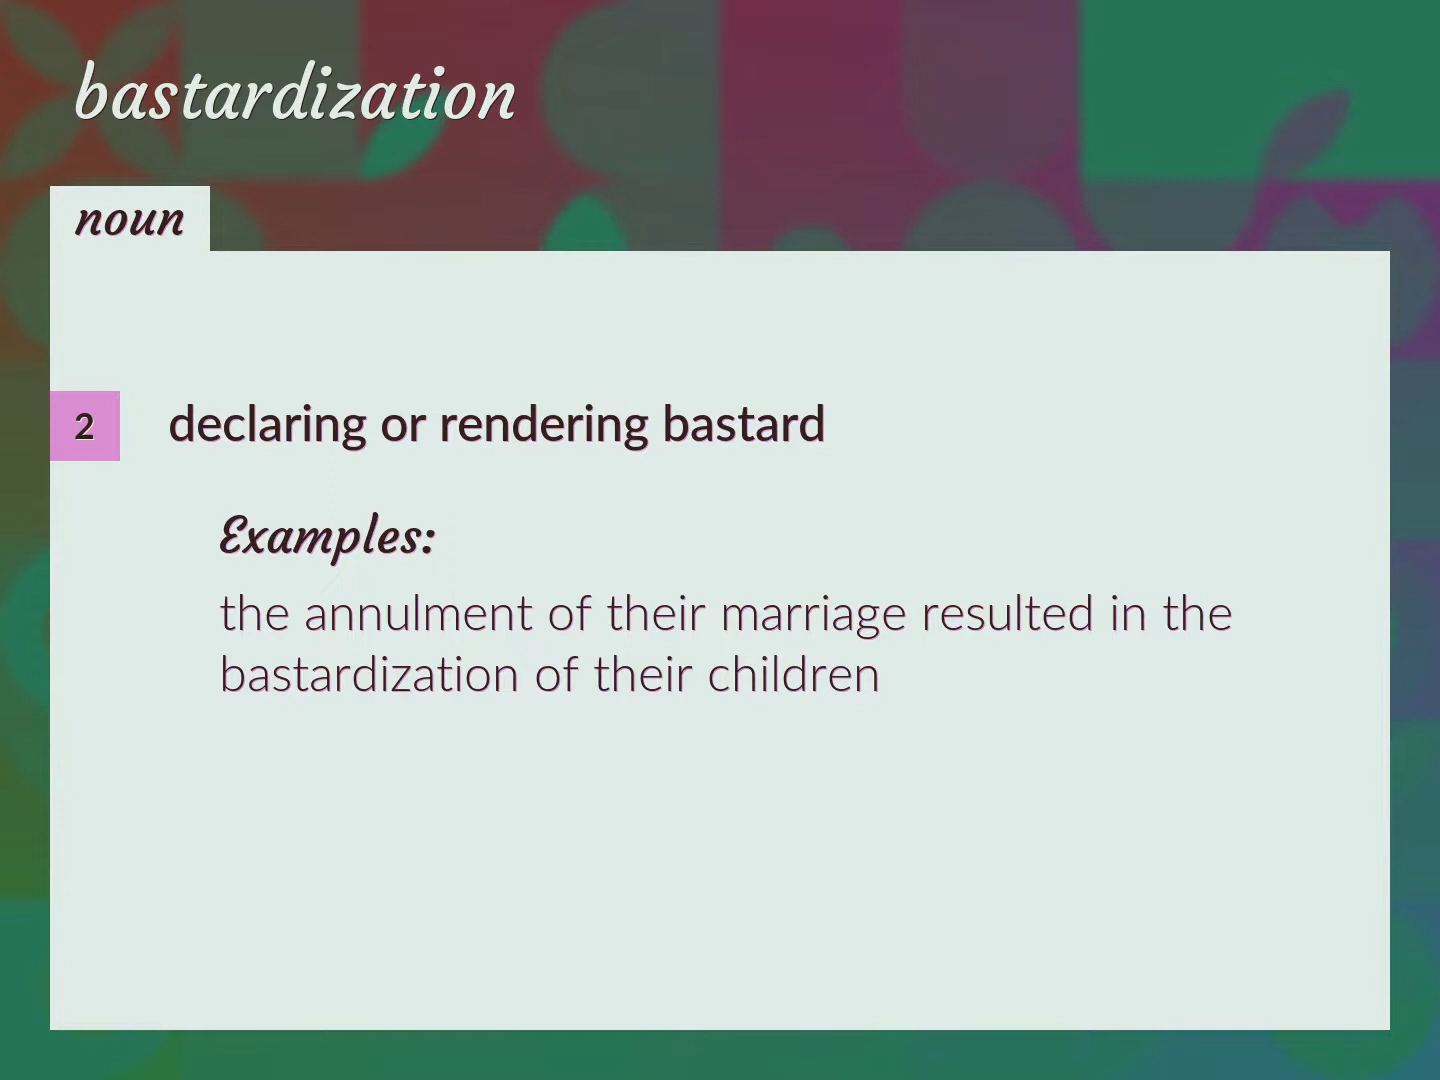 bastardization
noun
2
declaring or rendering bastard
Examples:
the annulment of their marriage resulted in the
bastardization of their children